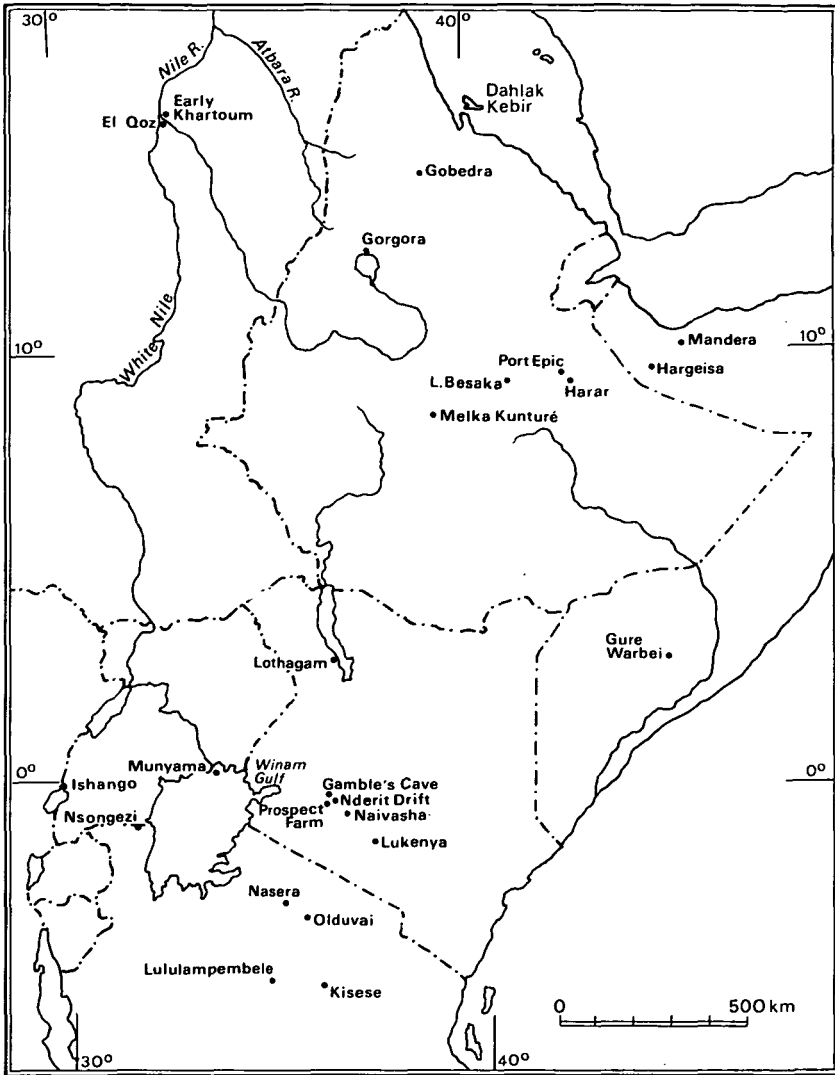 30°
40°
Nile R.
Atbara R.
Early
Khartoum
El Qoz
Dahlak
Kebir
Gobedra
Gorgora
White Nile
10°
10°
Mandera
Port Epic
Hargeisa
L. Besaka
Harar
Melka Kunturé
Gure
Warbei
Lothagam
0°
0°
Munyama
Winam
Gulf
Ishango
Gamble's Cave
Nderit Drift
Prospect
Farm
Naivasha
Nsongezi
Lukenya
Nasera
Olduvai
Lululampembele
Kisese
0
500 km
30°
40°